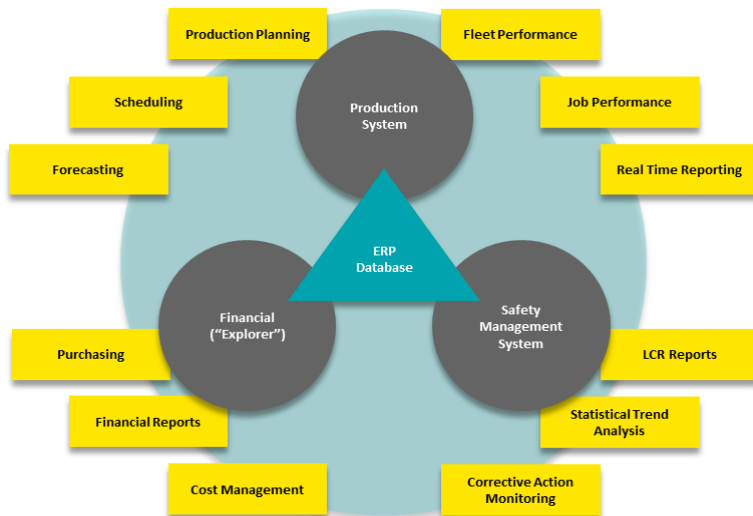 Production Planning
Fleet Performance
Scheduling
Production
System
Job Performance
Forecasting
Real Time Reporting
ERP
Database
Financial
(“Explorer”)
Safety
Management
System
Purchasing
LCR Reports
Financial Reports
Statistical Trend
Analysis
Cost Management
Corrective Action
Monitoring